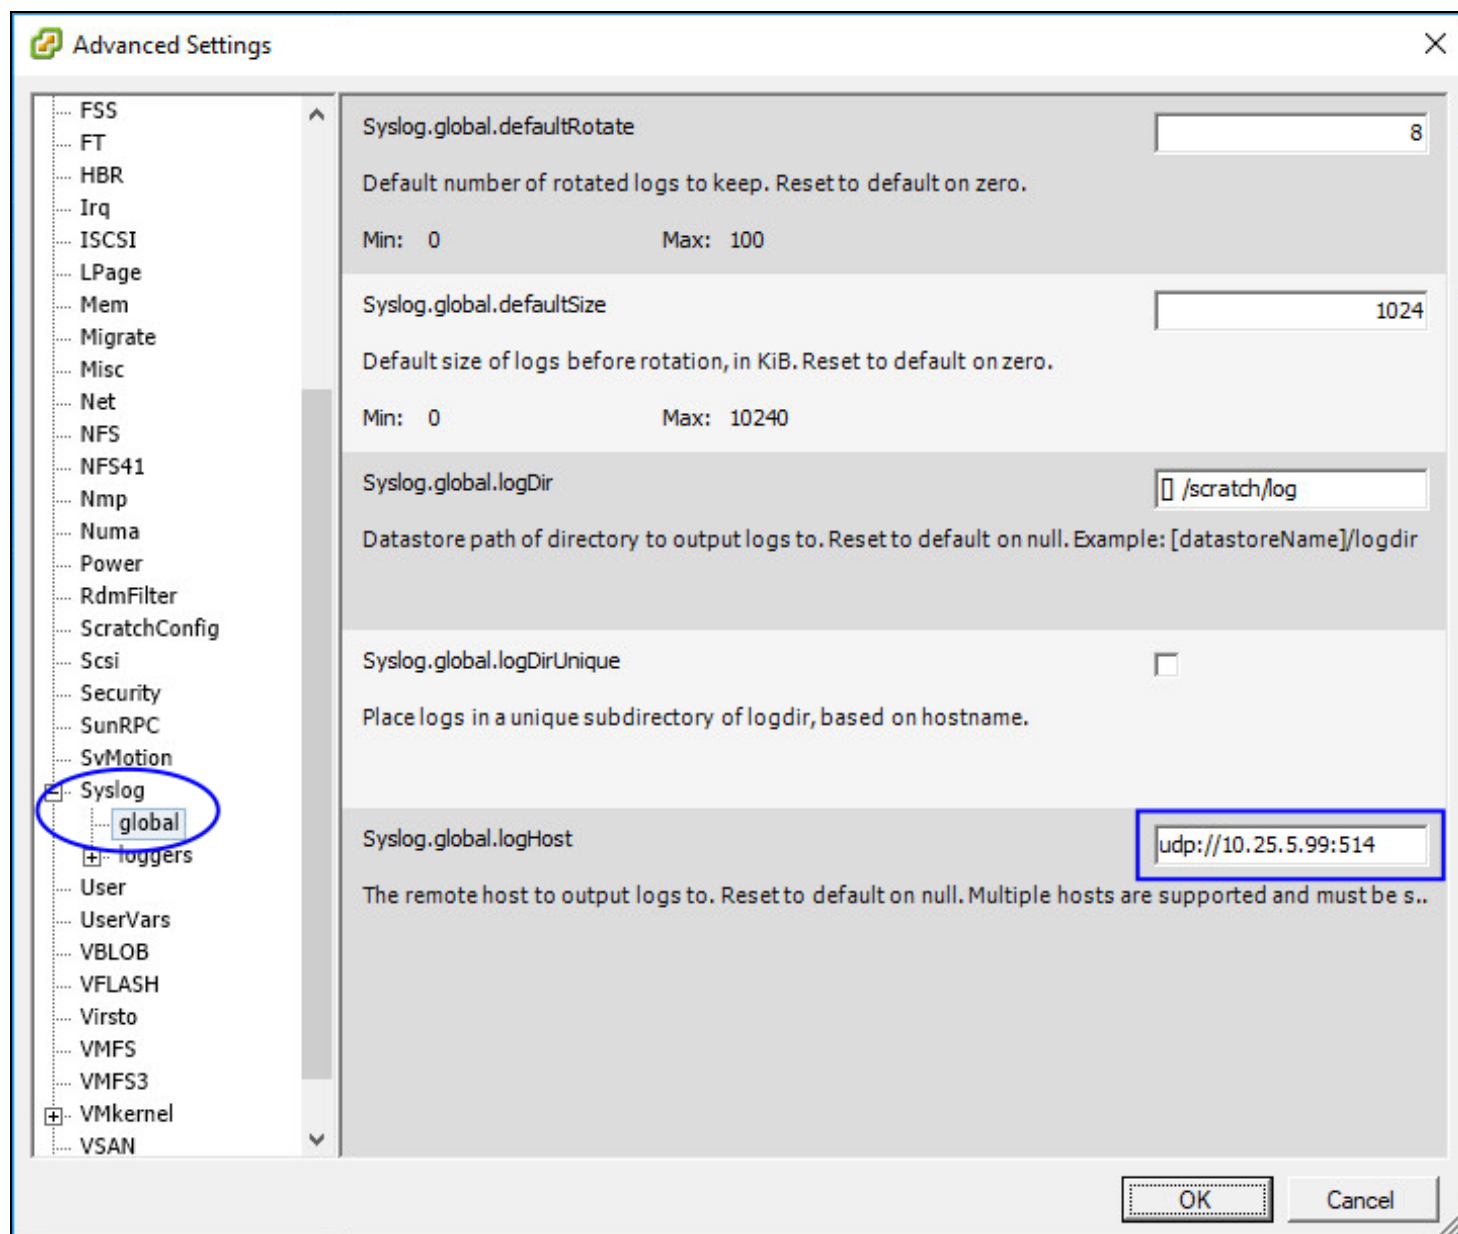 Advanced Settings
FSS
FT
HBR
Irq
ISCSI
LPage
Mem
Migrate
Misc
Net
NFS
NFS41
Nmp
Numa
Power
RdmFilter
ScratchConfig
Scsi
Security
SunRPC
SvMotion
Syslog
global
loggers
User
UserVars
VBLOB
VFLASH
Virsto
VMFS
VMFS3
VMkernel
VSAN
Syslog.global.defaultRotate 8
Default number of rotated logs to keep. Reset to default on zero.
Min: 0 Max: 100
Syslog.global.defaultSize 1024
Default size of logs before rotation, in KiB. Reset to default on zero.
Min: 0 Max: 10240
Syslog.global.logDir [] /scratch/log
Datastore path of directory to output logs to. Reset to default on null. Example: [datastoreName]/logdir
Syslog.global.logDirUnique
Place logs in a unique subdirectory of logdir, based on hostname.
Syslog.global.logHost udp://10.25.5.99:514
The remote host to output logs to. Reset to default on null. Multiple hosts are supported and must be s..
OK Cancel